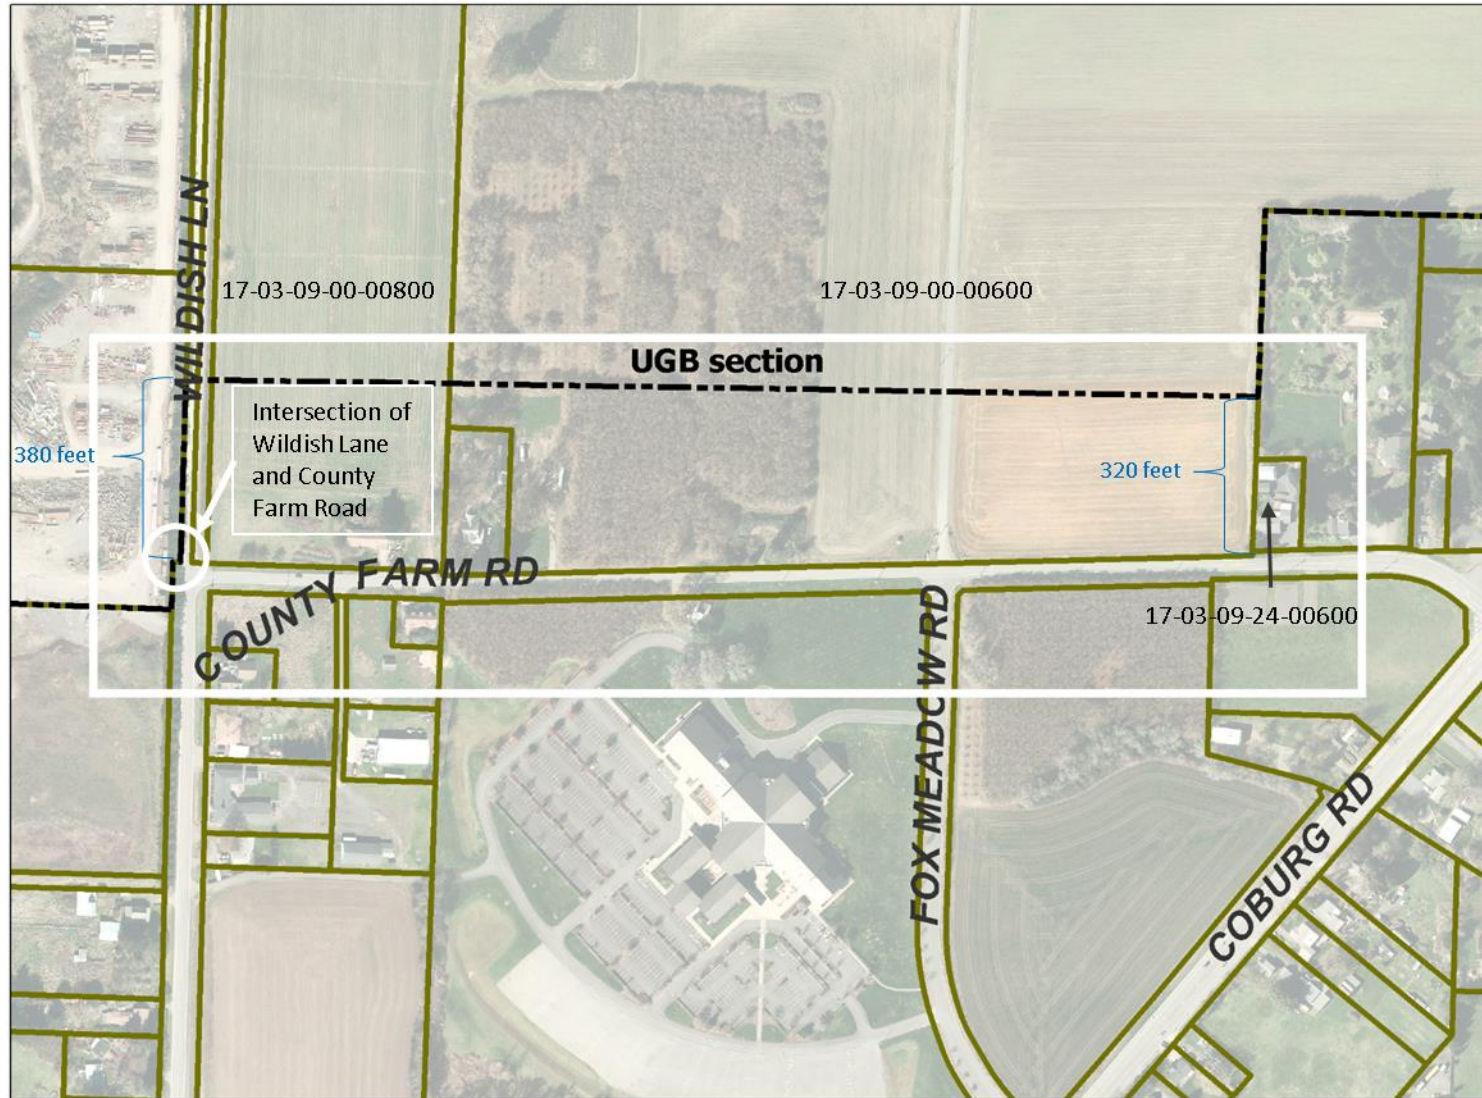 WILDISH LN
17-03-09-00-00800
17-03-09-00-00600
UGB section
Intersection of
Wildish Lane
and County
Farm Road
380 feet
320 feet
COUNTY FARM RD
17-03-09-24-00600
FOX MEADOW RD
COBURG RD